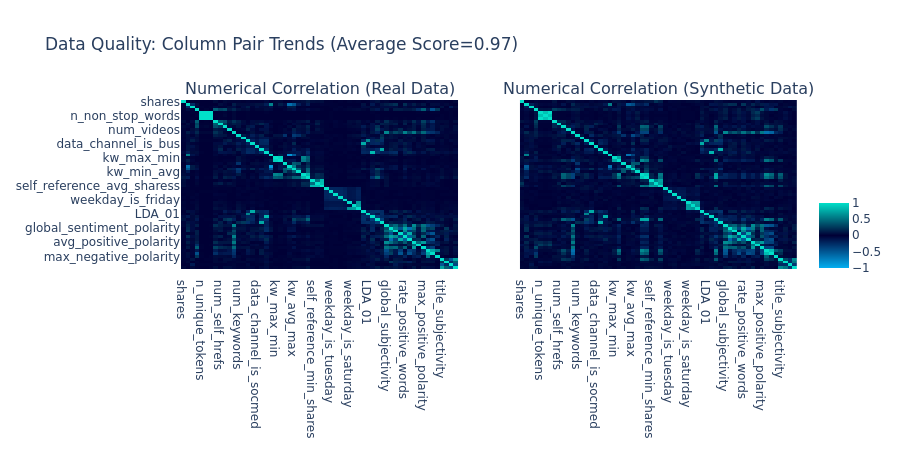 Data Quality: Column Pair Trends (Average Score=0.97)
Numerical Correlation (Real Data)
Numerical Correlation (Synthetic Data)
shares
n_non_stop_words
num_videos
data_channel_is_bus
kw_max_min
kw_min_avg
self_reference_avg_sharess
weekday_is_friday
LDA_01
global_sentiment_polarity
avg_positive_polarity
max_negative_polarity
1
0.5
0
−0.5
−1
shares
n_unique_tokens
num_self_hrefs
num_keywords
data_channel_is_socmed
kw_max_min
kw_avg_max
self_reference_min_shares
weekday_is_tuesday
weekday_is_saturday
LDA_01
global_subjectivity
rate_positive_words
max_positive_polarity
title_subjectivity
shares
n_unique_tokens
num_self_hrefs
num_keywords
data_channel_is_socmed
kw_max_min
kw_avg_max
self_reference_min_shares
weekday_is_tuesday
weekday_is_saturday
LDA_01
global_subjectivity
rate_positive_words
max_positive_polarity
title_subjectivity